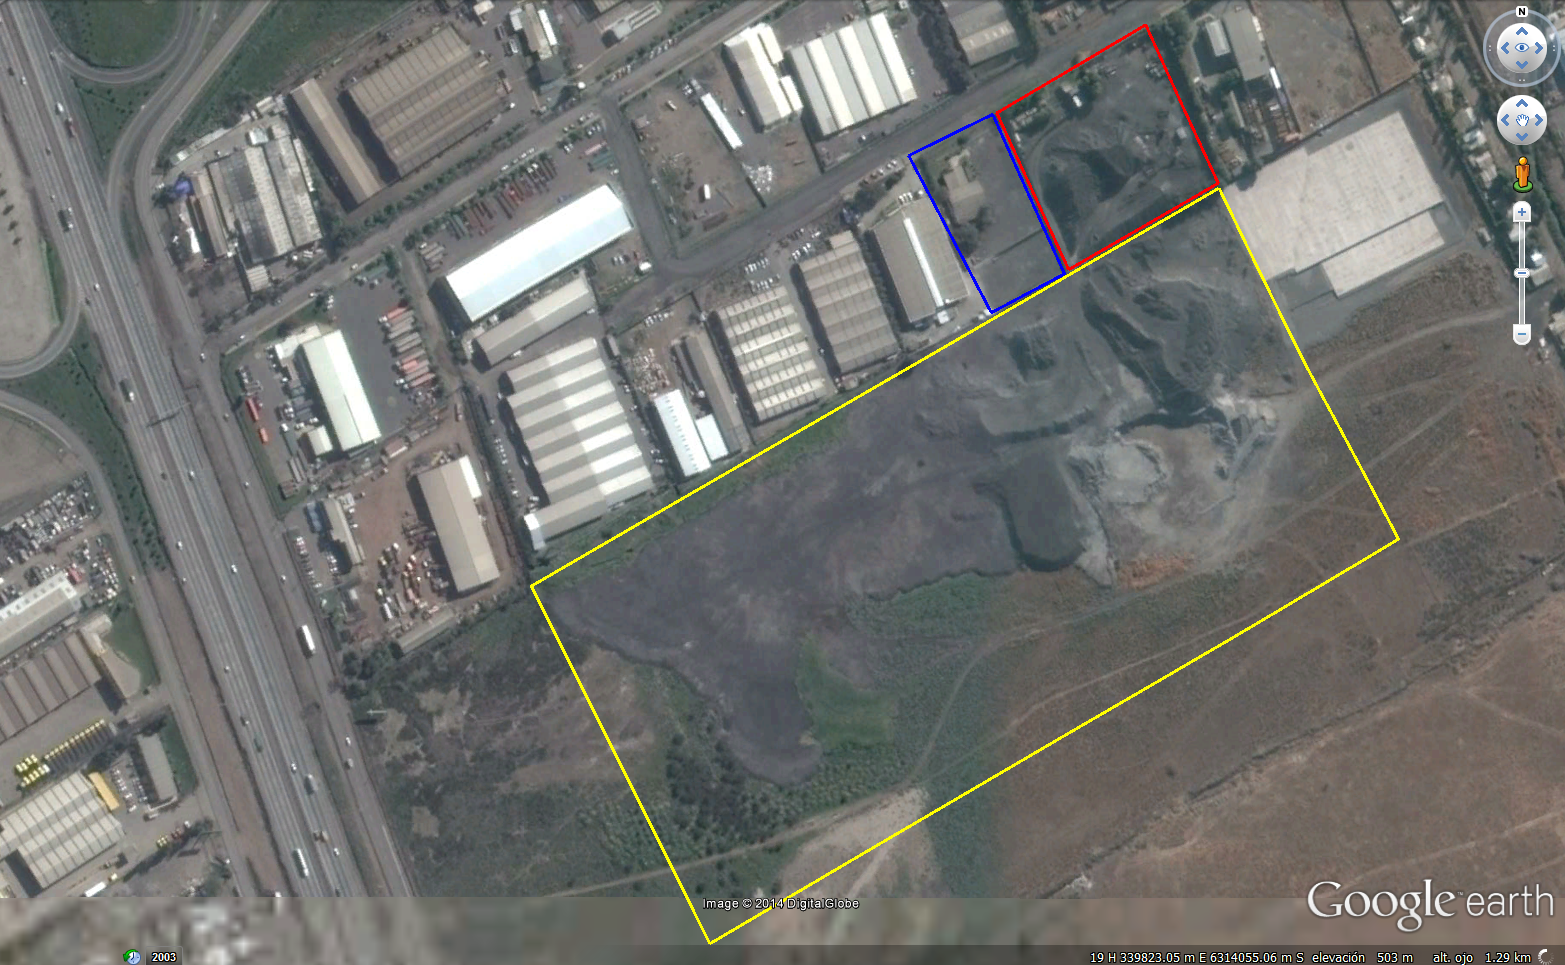 N
Image © 2014 DigitalGlobe
Google earth
2003
19 H 339823.05 m E 6314055.06 m S elevación 503 m alt. ojo 1.29 km